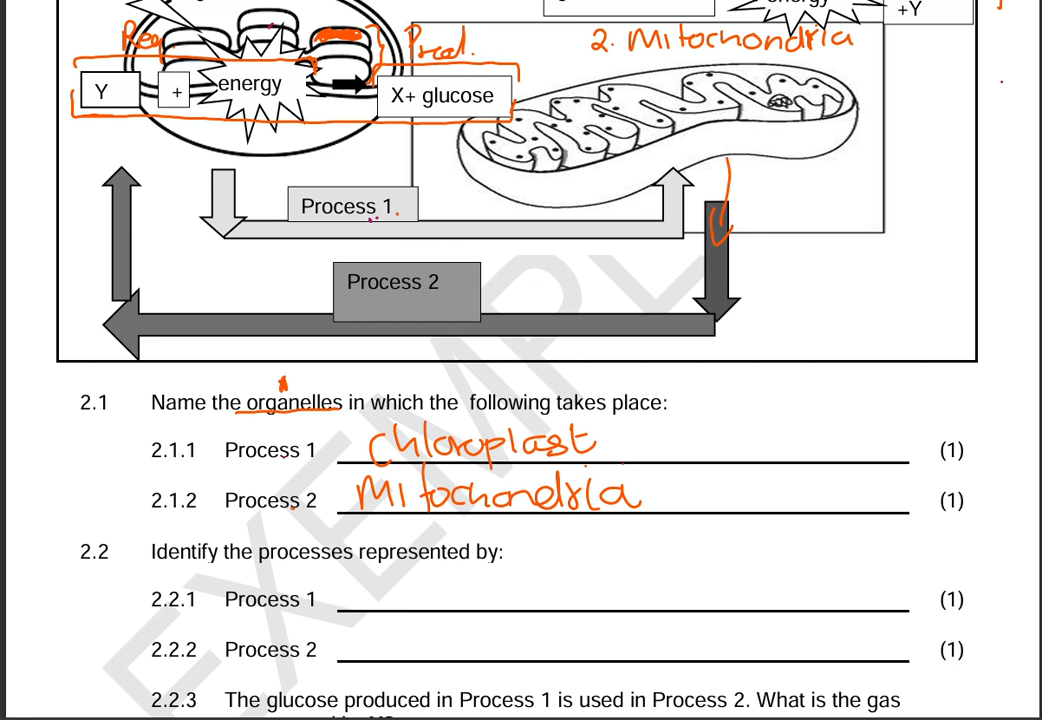 energy
+Y
Prod.
2. Mitochondria
Y + energy X+ glucose
Process 1.
Process 2
2.1 Name the organelles in which the following takes place:
2.1.1 Process 1 Chloroplast (1)
2.1.2 Process 2 Mitochondria (1)
2.2 Identify the processes represented by:
2.2.1 Process 1 (1)
2.2.2 Process 2 (1)
2.2.3 The glucose produced in Process 1 is used in Process 2. What is the gas